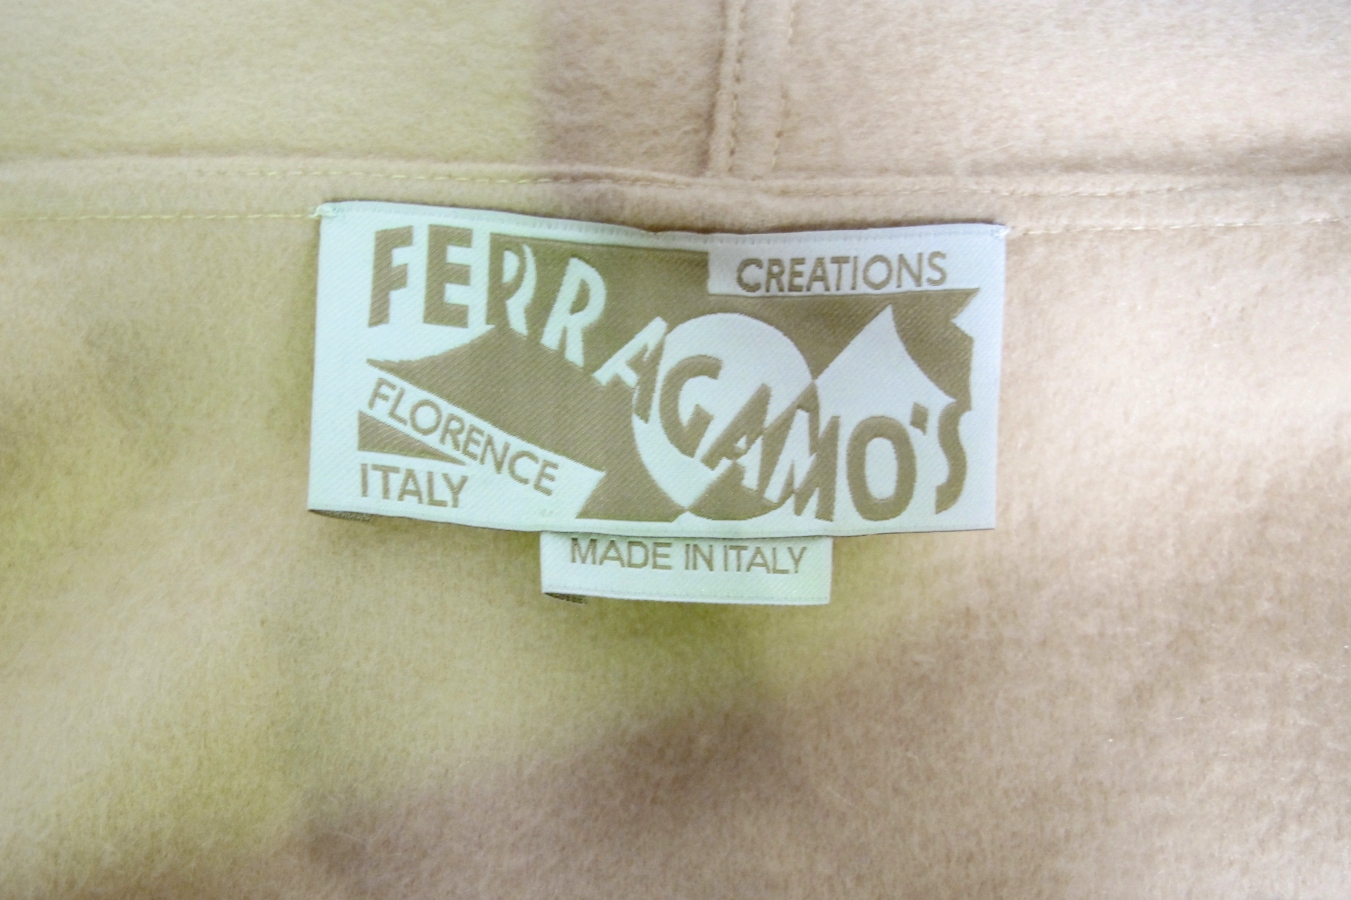 CREATIONS
FERRAGAMO'S
FLORENCE
ITALY
MADE IN ITALY